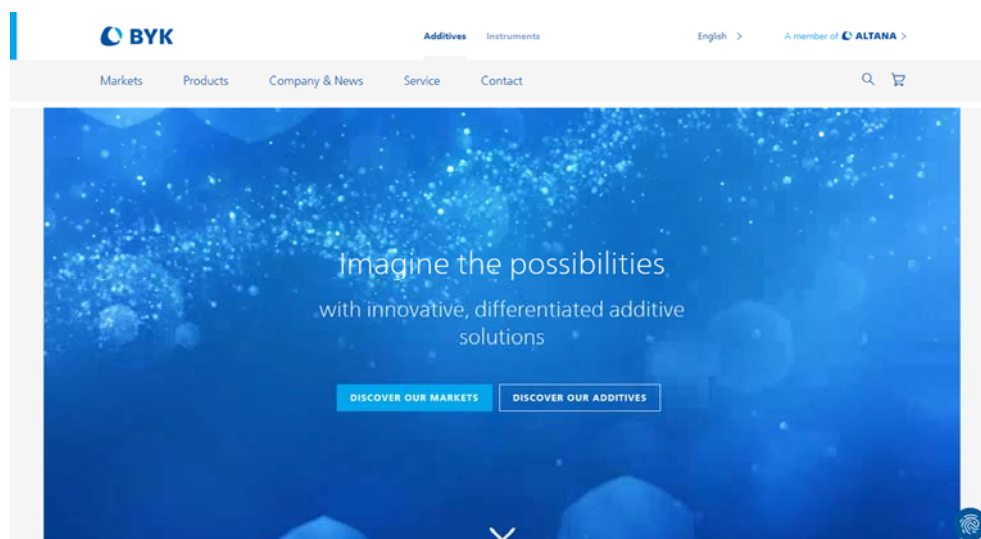 BYK
Additives Instruments
English >
A member of ALTANA >
Markets Products Company & News Service Contact
Imagine the possibilities
with innovative, differentiated additive
solutions
DISCOVER OUR MARKETS DISCOVER OUR ADDITIVES